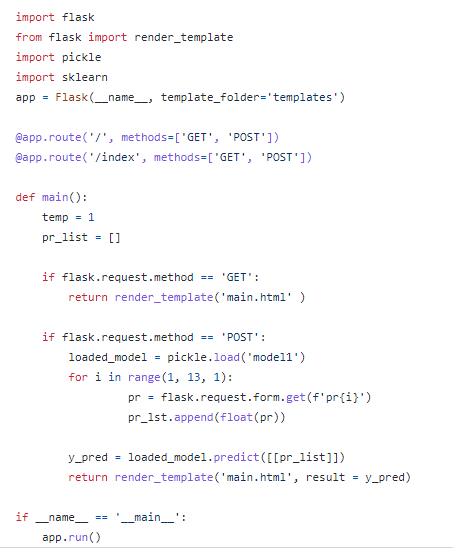 import flask
from flask import render_template
import pickle
import sklearn
app = Flask(__name__, template_folder='templates')
@app.route('/', methods=['GET', 'POST'])
@app.route('/index', methods=['GET', 'POST'])
def main():
    temp = 1
    pr_list = []
    if flask.request.method == 'GET':
        return render_template('main.html' )
    if flask.request.method == 'POST':
        loaded_model = pickle.load('model1')
        for i in range(1, 13, 1):
                pr = flask.request.form.get(f'pr{i}')
                pr_lst.append(float(pr))
        y_pred = loaded_model.predict([[pr_list]])
        return render_template('main.html', result = y_pred)
if __name__ == '__main__':
    app.run()